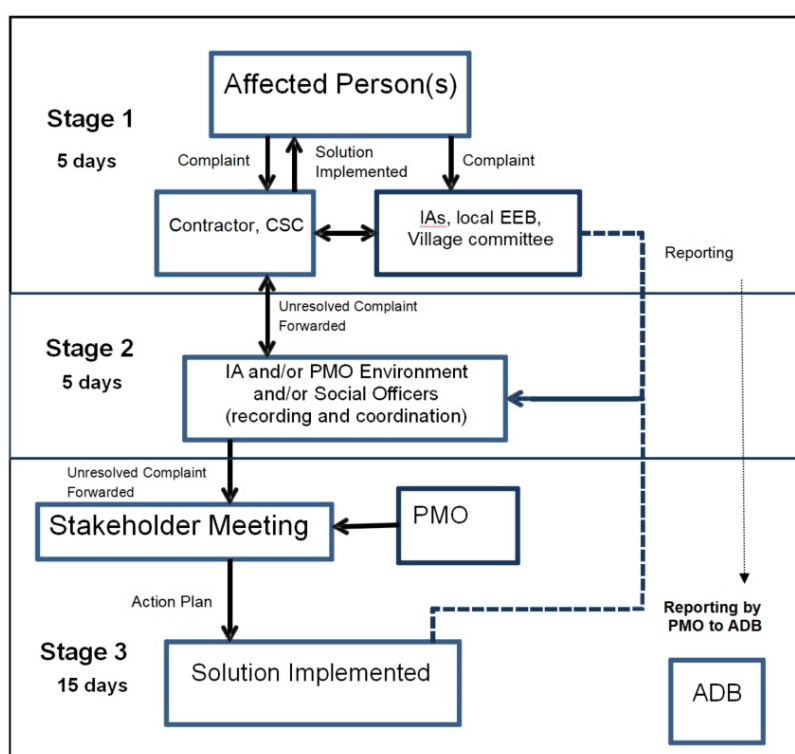 Affected Person(s)
Stage 1
5 days
Complaint
Solution
Implemented
Complaint
Contractor, CSC
IAs, local EEB,
Village committee
Reporting
Unresolved Complaint
Forwarded
Stage 2
5 days
IA and/or PMO Environment
and/or Social Officers
(recording and coordination)
Unresolved Complaint
Forwarded
Stakeholder Meeting
PMO
Action Plan
Reporting by
PMO to ADB
Stage 3
15 days
Solution Implemented
ADB